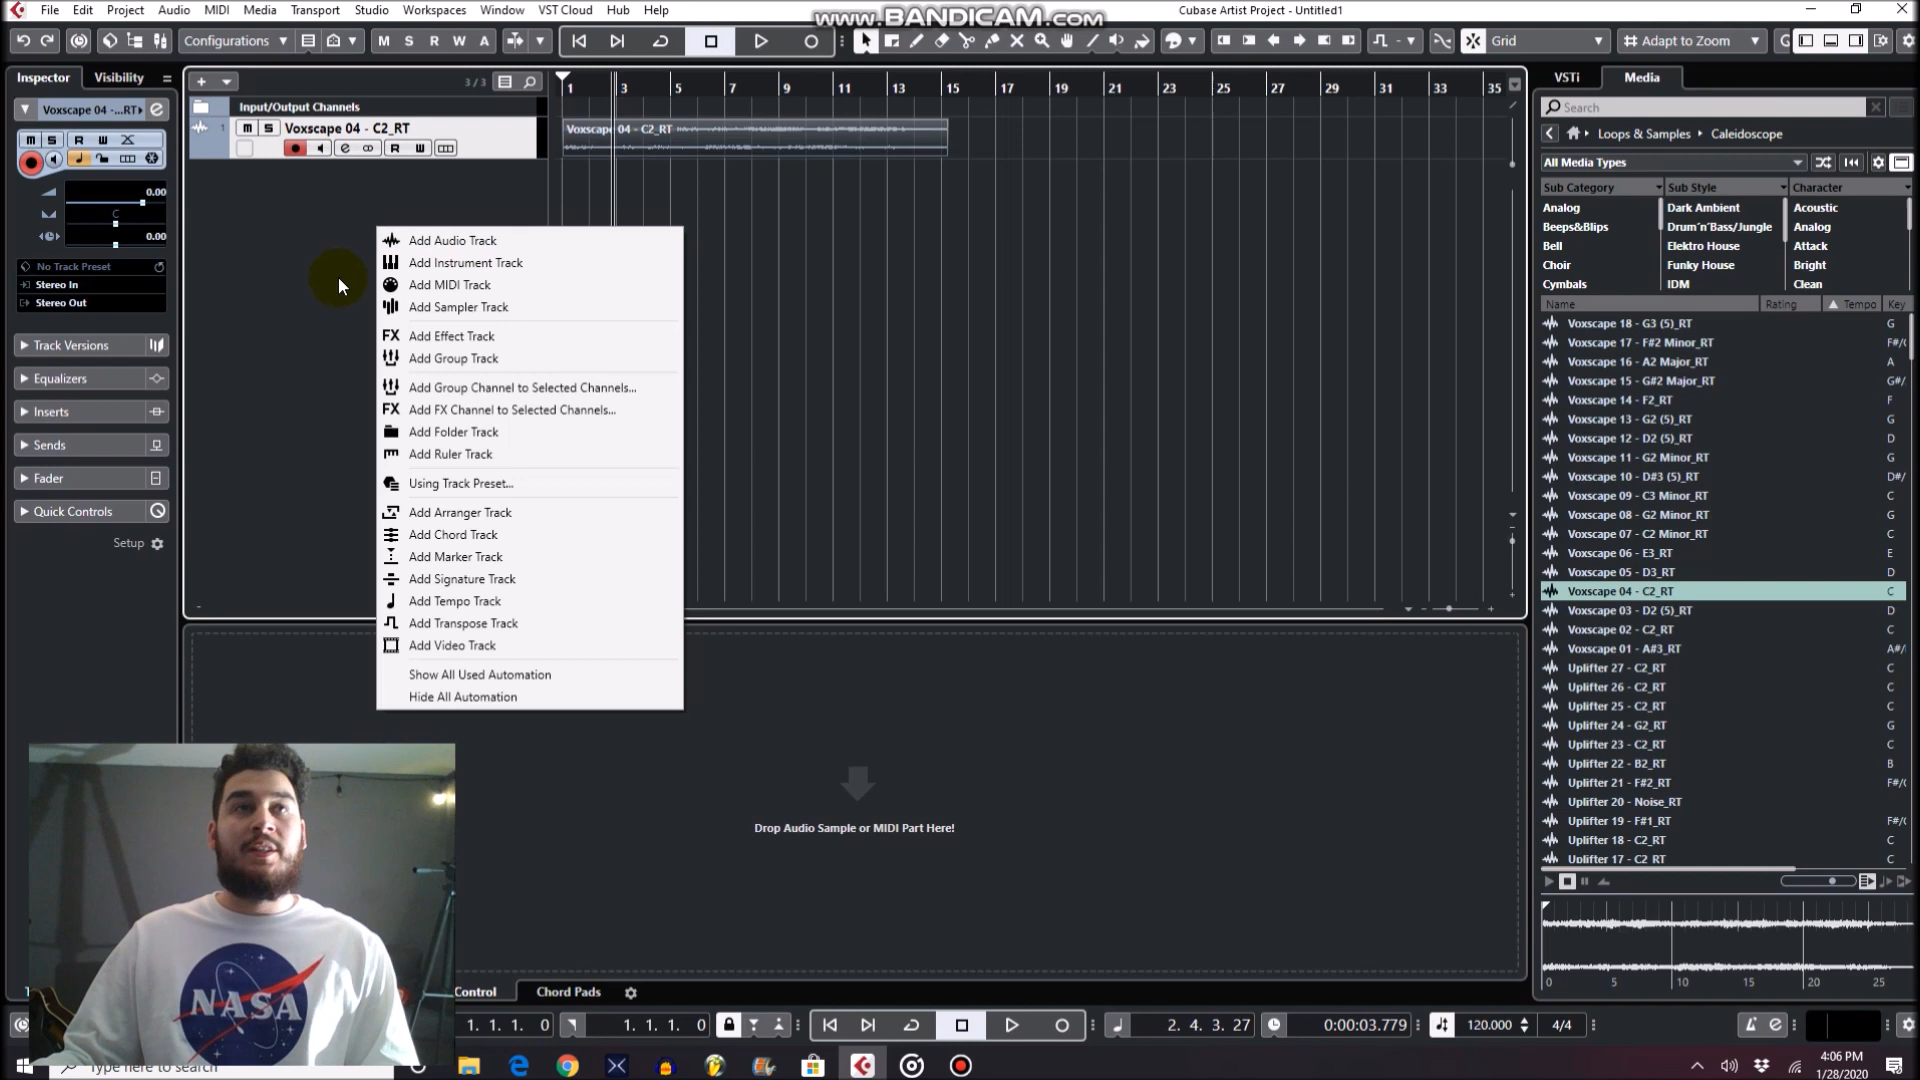 File Edit Project Audio MIDI Media Transport Studio Workspaces Window VST Cloud Hub Help
www.BANDICAM.com
Cubase Artist Project - Untitled1
Configurations
M S R W A
Grid
Adapt to Zoom
Inspector Visibility
3 / 3
1 3 5 7 9 11 13 15 17 19 21 23 25 27 29 31 33 35
VSTi Media
Search
Voxscape 04 -...RT
Input/Output Channels
1 M S Voxscape 04 - C2_RT
R W
Voxscape 04 - C2_RT
M S R W
0.00
C
0.00
No Track Preset
Stereo In
Stereo Out
Track Versions
Equalizers
Inserts
Sends
Fader
Quick Controls
Setup
Add Audio Track
Add Instrument Track
Add MIDI Track
Add Sampler Track
FX Add Effect Track
Add Group Track
Add Group Channel to Selected Channels...
FX Add FX Channel to Selected Channels...
Add Folder Track
Add Ruler Track
Using Track Preset...
Add Arranger Track
Add Chord Track
Add Marker Track
Add Signature Track
Add Tempo Track
Add Transpose Track
Add Video Track
Show All Used Automation
Hide All Automation
Loops & Samples Caleidoscope
All Media Types
Sub Category Sub Style Character
Analog Dark Ambient Acoustic
Beeps&Blips Drum´n´Bass/Jungle Analog
Bell Elektro House Attack
Choir Funky House Bright
Cymbals IDM Clean
Name Rating Tempo Key
Voxscape 18 - G3 (5)_RT G
Voxscape 17 - F#2 Minor_RT F#/
Voxscape 16 - A2 Major_RT A
Voxscape 15 - G#2 Major_RT G#/
Voxscape 14 - F2_RT F
Voxscape 13 - G2 (5)_RT G
Voxscape 12 - D2 (5)_RT D
Voxscape 11 - G2 Minor_RT G
Voxscape 10 - D#3 (5)_RT D#/
Voxscape 09 - C3 Minor_RT C
Voxscape 08 - G2 Minor_RT G
Voxscape 07 - C2 Minor_RT C
Voxscape 06 - E3_RT E
Voxscape 05 - D3_RT D
Voxscape 04 - C2_RT C
Voxscape 03 - D2 (5)_RT D
Voxscape 02 - C2_RT C
Voxscape 01 - A#3_RT A#/
Uplifter 27 - C2_RT C
Uplifter 26 - C2_RT C
Uplifter 25 - C2_RT C
Uplifter 24 - G2_RT G
Uplifter 23 - C2_RT C
Uplifter 22 - B2_RT B
Uplifter 21 - F#2_RT F#/
Uplifter 20 - Noise_RT
Uplifter 19 - F#1_RT F#/
Uplifter 18 - C2_RT C
Uplifter 17 - C2_RT C
0 5 10 15 20 25
Drop Audio Sample or MIDI Part Here!
NASA
Control Chord Pads
1. 1. 1. 0
1. 1. 1. 0
2. 4. 3. 27
0:00:03.779
120.000
4/4
Type here to search
4:06 PM
1/28/2020